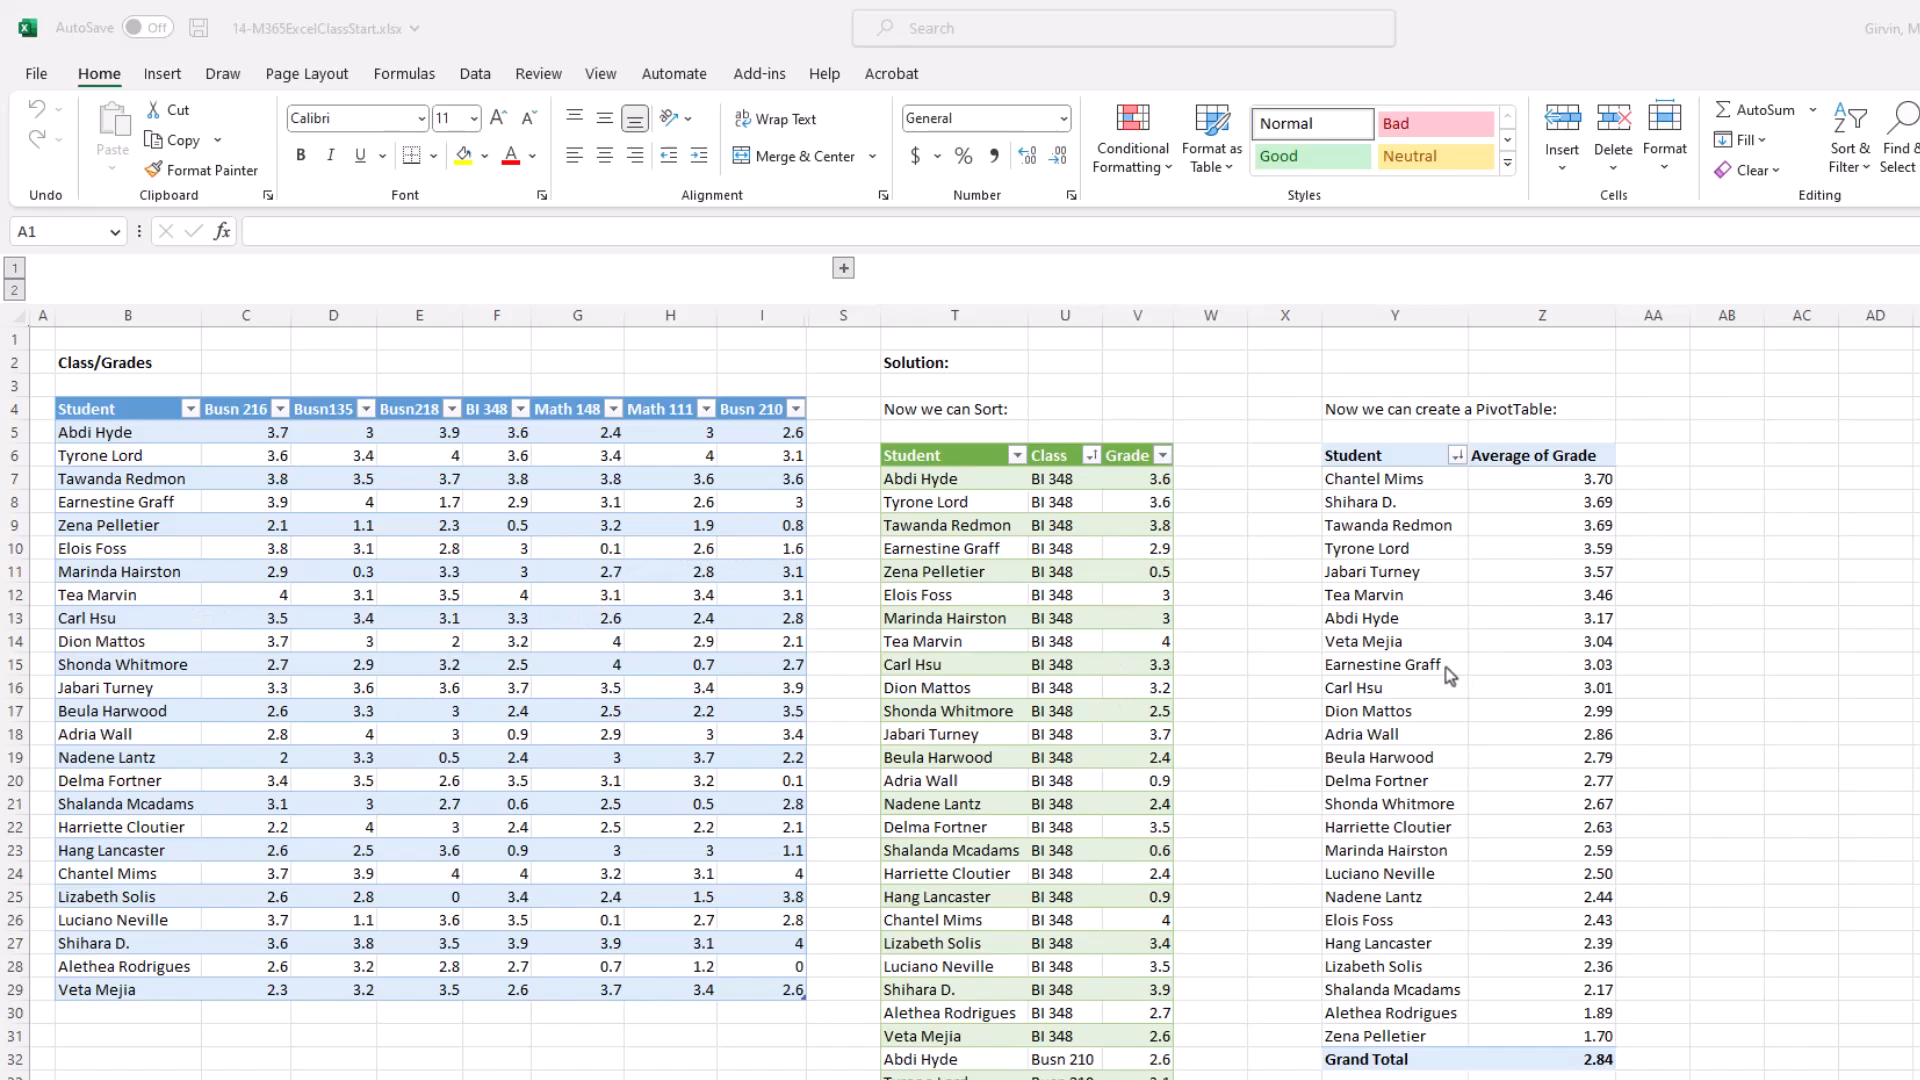 AutoSave Off 14-M365ExcelClassStart.xlsx Search Girvin, M
File Home Insert Draw Page Layout Formulas Data Review View Automate Add-ins Help Acrobat
Paste Cut Copy Format Painter
Calibri 11 B I U A
Wrap Text Merge & Center
General $ % 9
Conditional Formatting Format as Table
Normal Bad Good Neutral
Insert Delete Format
AutoSum Fill Clear Sort & Filter Find & Select
Undo Clipboard Font Alignment Number Styles Cells Editing
A1 fx
1
2
A B C D E F G H I S T U V W X Y Z AA AB AC AD
1
2 Class/Grades Solution:
3
4 Student Busn 216 Busn135 Busn218 BI 348 Math 148 Math 111 Busn 210 Now we can Sort: Now we can create a PivotTable:
5 Abdi Hyde 3.7 3 3.9 3.6 2.4 3 2.6
6 Tyrone Lord 3.6 3.4 4 3.6 3.4 4 3.1 Student Class Grade Student Average of Grade
7 Tawanda Redmon 3.8 3.5 3.7 3.8 3.8 3.6 3.6 Abdi Hyde BI 348 3.6 Chantel Mims 3.70
8 Earnestine Graff 3.9 4 1.7 2.9 3.1 2.6 3 Tyrone Lord BI 348 3.6 Shihara D. 3.69
9 Zena Pelletier 2.1 1.1 2.3 0.5 3.2 1.9 0.8 Tawanda Redmon BI 348 3.8 Tawanda Redmon 3.69
10 Elois Foss 3.8 3.1 2.8 3 0.1 2.6 1.6 Earnestine Graff BI 348 2.9 Tyrone Lord 3.59
11 Marinda Hairston 2.9 0.3 3.3 3 2.7 2.8 3.1 Zena Pelletier BI 348 0.5 Jabari Turney 3.57
12 Tea Marvin 4 3.1 3.5 4 3.1 3.4 3.1 Elois Foss BI 348 3 Tea Marvin 3.46
13 Carl Hsu 3.5 3.4 3.1 3.3 2.6 2.4 2.8 Marinda Hairston BI 348 3 Abdi Hyde 3.17
14 Dion Mattos 3.7 3 2 3.2 4 2.9 2.1 Tea Marvin BI 348 4 Veta Mejia 3.04
15 Shonda Whitmore 2.7 2.9 3.2 2.5 4 0.7 2.7 Carl Hsu BI 348 3.3 Earnestine Graff 3.03
16 Jabari Turney 3.3 3.6 3.6 3.7 3.5 3.4 3.9 Dion Mattos BI 348 3.2 Carl Hsu 3.01
17 Beula Harwood 2.6 3.3 3 2.4 2.5 2.2 3.5 Shonda Whitmore BI 348 2.5 Dion Mattos 2.99
18 Adria Wall 2.8 4 3 0.9 2.9 3 3.4 Jabari Turney BI 348 3.7 Adria Wall 2.86
19 Nadene Lantz 2 3.3 0.5 2.4 3 3.7 2.2 Beula Harwood BI 348 2.4 Beula Harwood 2.79
20 Delma Fortner 3.4 3.5 2.6 3.5 3.1 3.2 0.1 Adria Wall BI 348 0.9 Delma Fortner 2.77
21 Shalanda Mcadams 3.1 3 2.7 0.6 2.5 0.5 2.8 Nadene Lantz BI 348 2.4 Shonda Whitmore 2.67
22 Harriette Cloutier 2.2 4 3 2.4 2.5 2.2 2.1 Delma Fortner BI 348 3.5 Harriette Cloutier 2.63
23 Hang Lancaster 2.6 2.5 3.6 0.9 3 3 1.1 Shalanda Mcadams BI 348 0.6 Marinda Hairston 2.59
24 Chantel Mims 3.7 3.9 4 4 3.2 3.1 4 Harriette Cloutier BI 348 2.4 Luciano Neville 2.50
25 Lizabeth Solis 2.6 2.8 0 3.4 2.4 1.5 3.8 Hang Lancaster BI 348 0.9 Nadene Lantz 2.44
26 Luciano Neville 3.7 1.1 3.6 3.5 0.1 2.7 2.8 Chantel Mims BI 348 4 Elois Foss 2.43
27 Shihara D. 3.6 3.8 3.5 3.9 3.9 3.1 4 Lizabeth Solis BI 348 3.4 Hang Lancaster 2.39
28 Alethea Rodrigues 2.6 3.2 2.8 2.7 0.7 1.2 0 Luciano Neville BI 348 3.5 Lizabeth Solis 2.36
29 Veta Mejia 2.3 3.2 3.5 2.6 3.7 3.4 2.6 Shihara D. BI 348 3.9 Shalanda Mcadams 2.17
30 Alethea Rodrigues BI 348 2.7 Alethea Rodrigues 1.89
31 Veta Mejia BI 348 2.6 Zena Pelletier 1.70
32 Abdi Hyde Busn 210 2.6 Grand Total 2.84